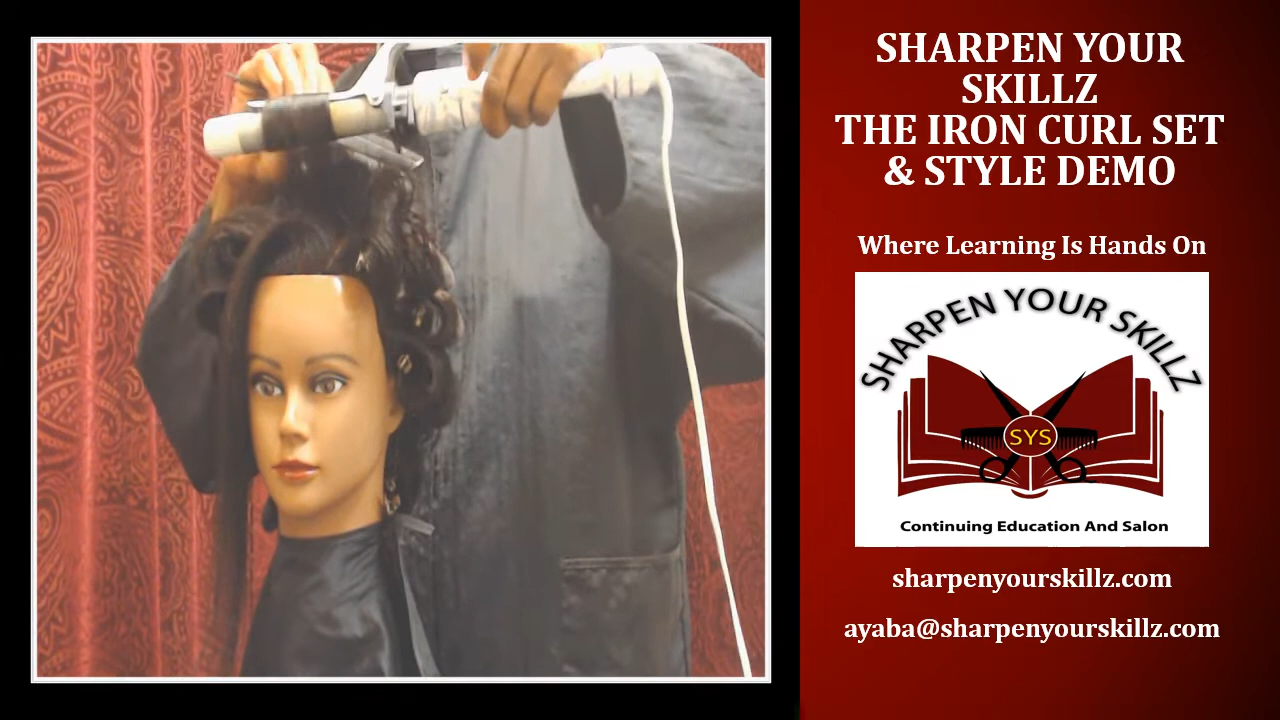 SHARPEN YOUR
SKILLZ
THE IRON CURL SET
& STYLE DEMO
Where Learning Is Hands On
SHARPEN YOUR SKILLZ
SYS
Continuing Education And Salon
sharpenyourskillz.com
ayaba@sharpenyourskillz.com